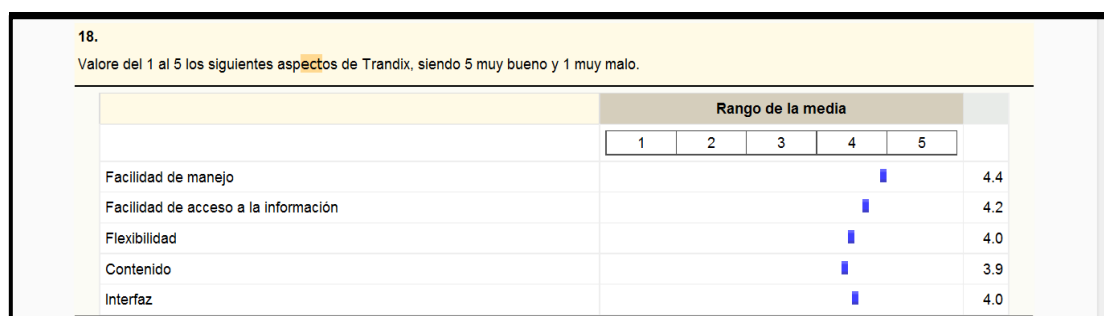 18.
Valore del 1 al 5 los siguientes aspectos de Trandix, siendo 5 muy bueno y 1 muy malo.
Rango de la media
1 2 3 4 5
Facilidad de manejo 4.4
Facilidad de acceso a la información 4.2
Flexibilidad 4.0
Contenido 3.9
Interfaz 4.0